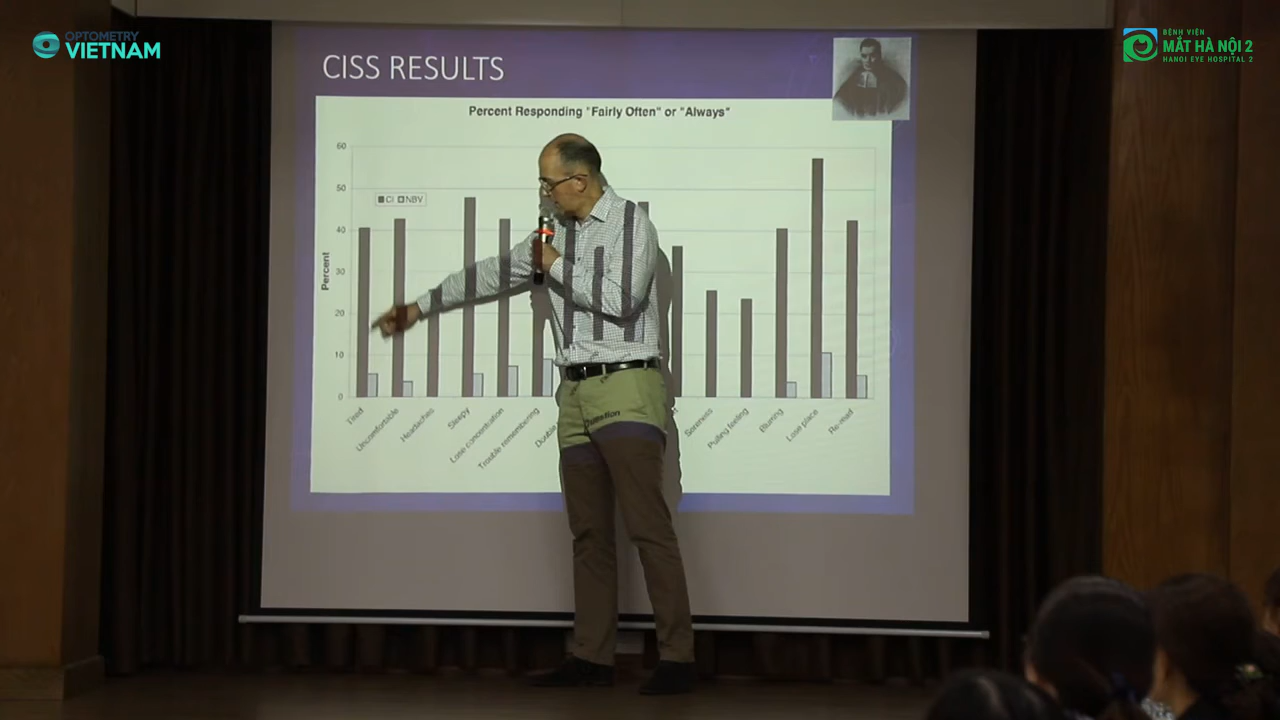 OPTOMETRY
VIETNAM
BỆNH VIỆN
MẮT HÀ NỘI 2
HANOI EYE HOSPITAL 2
CISS RESULTS
Percent Responding "Fairly Often" or "Always"
60
50
CI NBV
40
30
20
10
0
Percent
Tired
Uncomfortable
Headaches
Sleepy
Lose concentration
Trouble remembering
Double
Soreness
Pulling feeling
Blurring
Lose place
Re-read
Question